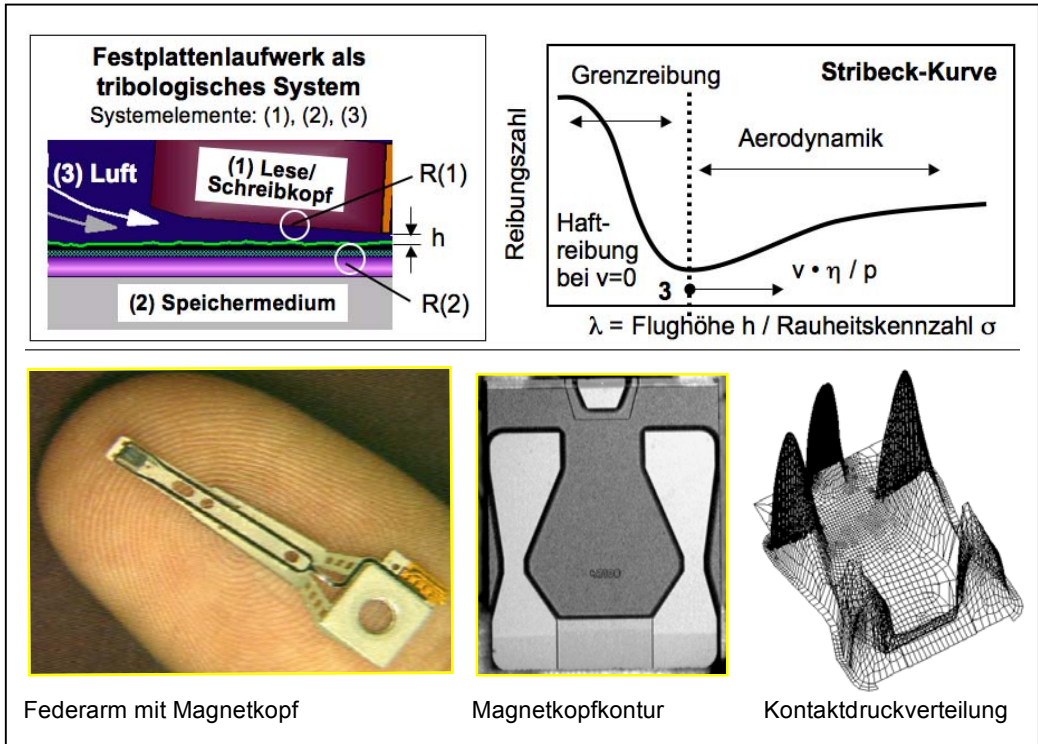 Festplattenlaufwerk als
tribologisches System
Systemelemente: (1), (2), (3)
(3) Luft
(1) Lese/
Schreibkopf
R(1)
h
(2) Speichermedium
R(2)
Stribeck-Kurve
Grenzreibung
Aerodynamik
Reibungszahl
Haft-
reibung
bei v=0
v • η / p
3
λ = Flughöhe h / Rauheitskennzahl σ
Federarm mit Magnetkopf
Magnetkopfkontur
Kontaktdruckverteilung